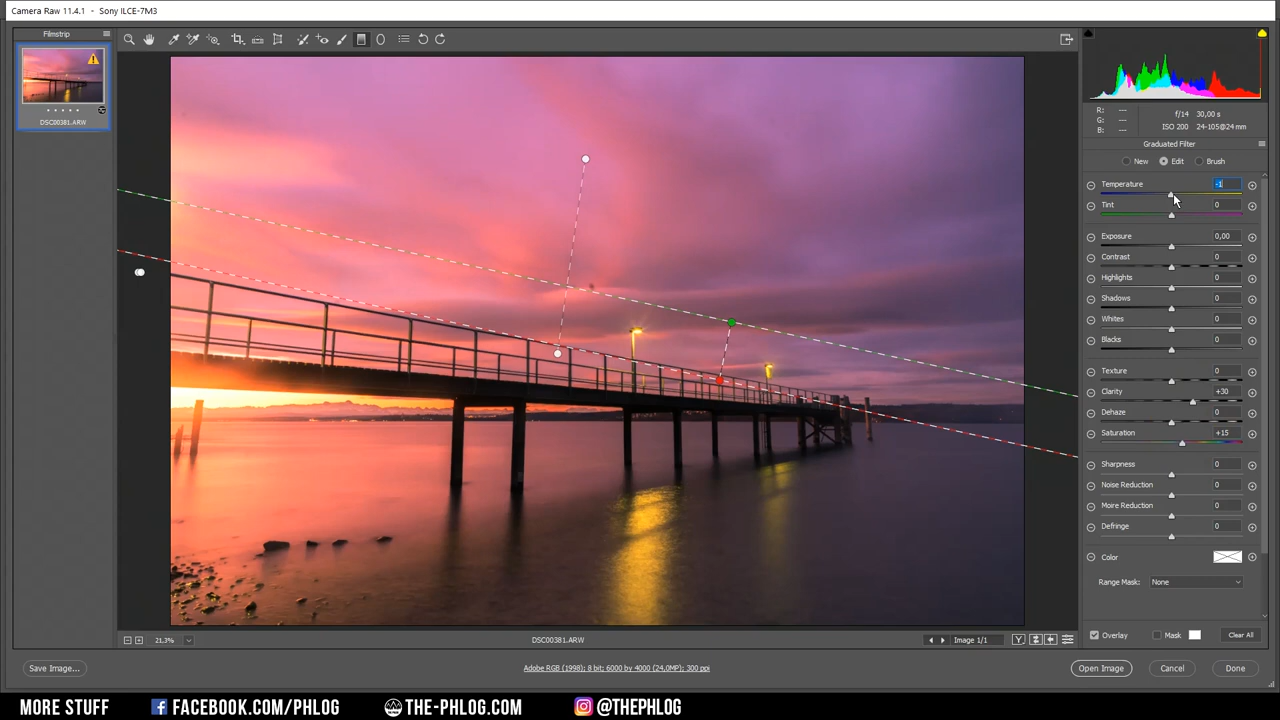 Camera Raw 11.4.1 - Sony ILCE-7M3
Filmstrip
DSC00381.ARW
R: ---
G: ---
B: ---
f/14 30,00 s
ISO 200 24-105@24 mm
Graduated Filter
New Edit Brush
Temperature -1
Tint 0
Exposure 0,00
Contrast 0
Highlights 0
Shadows 0
Whites 0
Blacks 0
Texture 0
Clarity +30
Dehaze 0
Saturation +15
Sharpness 0
Noise Reduction 0
Moire Reduction 0
Defringe 0
Color
Range Mask: None
21,3% DSC00381.ARW Image 1/1 Y
Overlay Mask Clear All
Save Image... Adobe RGB (1998); 8 bit; 6000 by 4000 (24,0MP); 300 ppi Open Image Cancel Done
MORE STUFF FACEBOOK.COM/PHLOG THE-PHLOG.COM @THEPHLOG